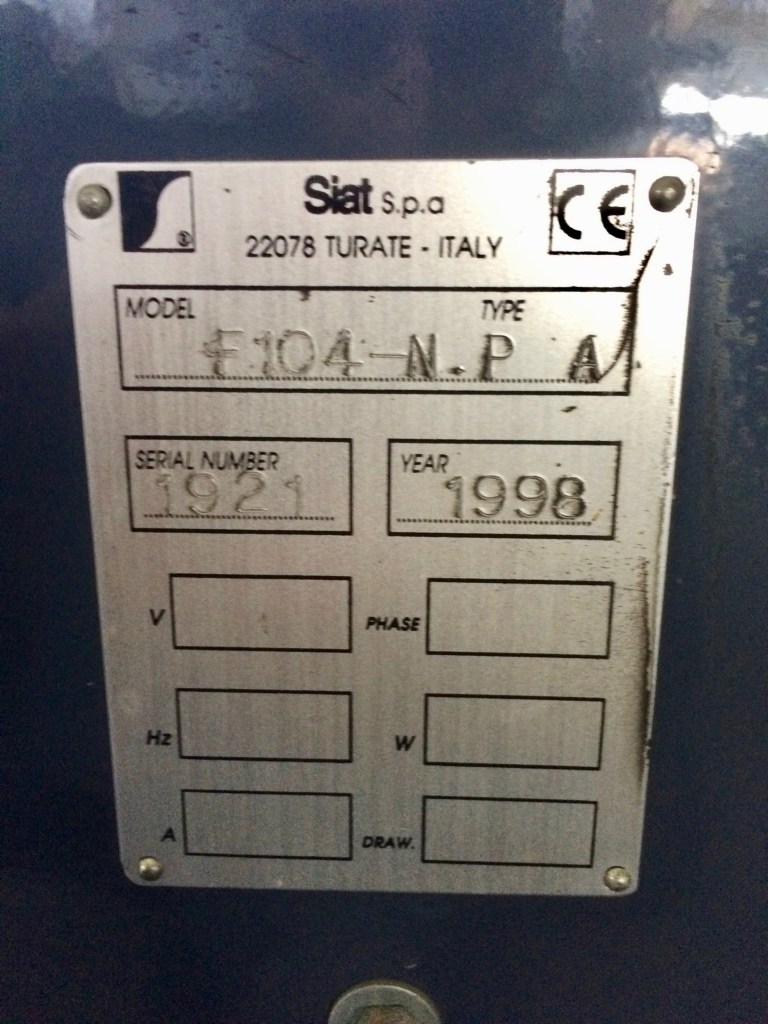 Siat S.p.a
CE
®
22078 TURATE - ITALY
MODEL TYPE
F104-N.P A
SERIAL NUMBER
1921
YEAR
1998
V
PHASE
Hz
W
A
DRAW.